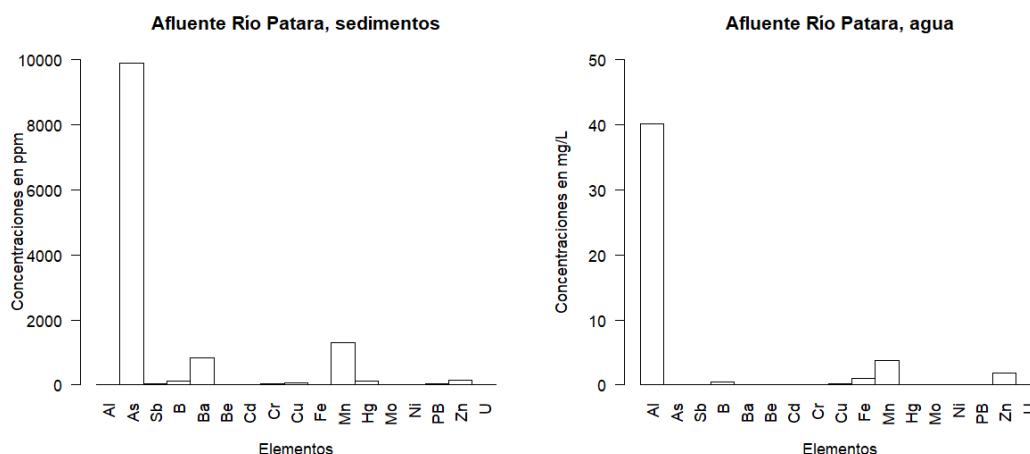 Afluente Río Patara, sedimentos
Concentraciones en ppm
10000
8000
6000
4000
2000
0
Al As Sb B Ba Be Cd Cr Cu Fe Mn Hg Mo Ni PB Zn U
Elementos
Afluente Río Patara, agua
Concentraciones en mg/L
50
40
30
20
10
0
Al As Sb B Ba Be Cd Cr Cu Fe Mn Hg Mo Ni PB Zn U
Elementos